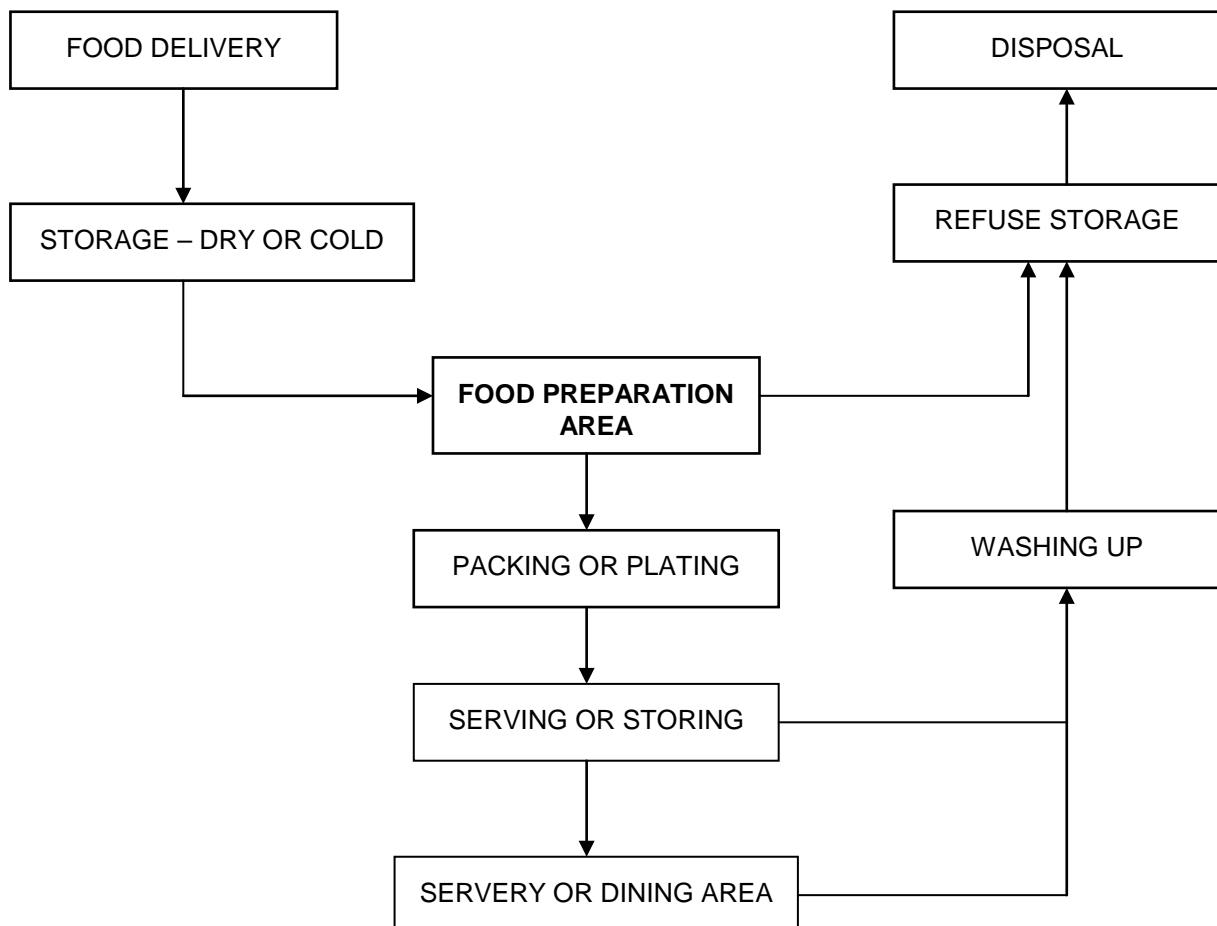 FOOD DELIVERY
DISPOSAL
STORAGE – DRY OR COLD
REFUSE STORAGE
FOOD PREPARATION
AREA
PACKING OR PLATING
WASHING UP
SERVING OR STORING
SERVERY OR DINING AREA